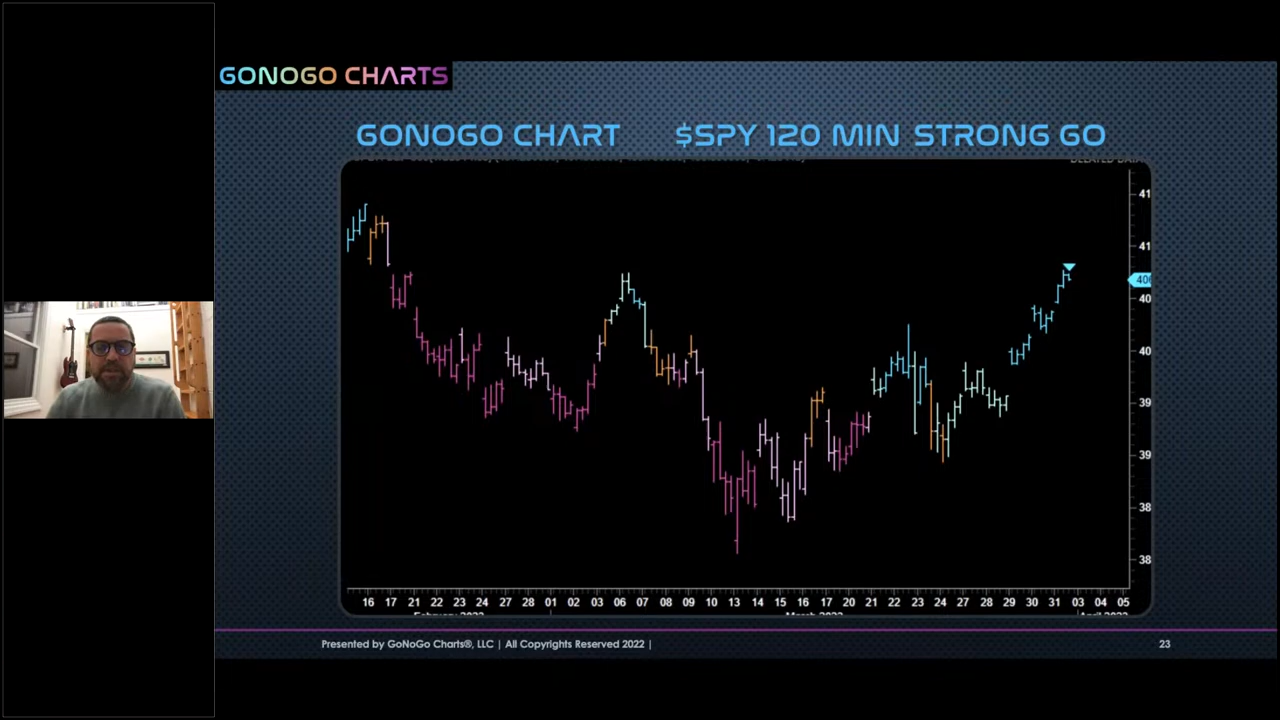 GONOGO CHARTS
GONOGO CHART $SPY 120 MIN STRONG GO
41
41
40
40
40
39
39
38
38
16 17 21 22 23 24 27 28 01 02 03 06 07 08 09 10 13 14 15 16 17 20 21 22 23 24 27 28 29 30 31 03 04 05
Presented by GoNoGo Charts®, LLC | All Copyrights Reserved 2022 |
23